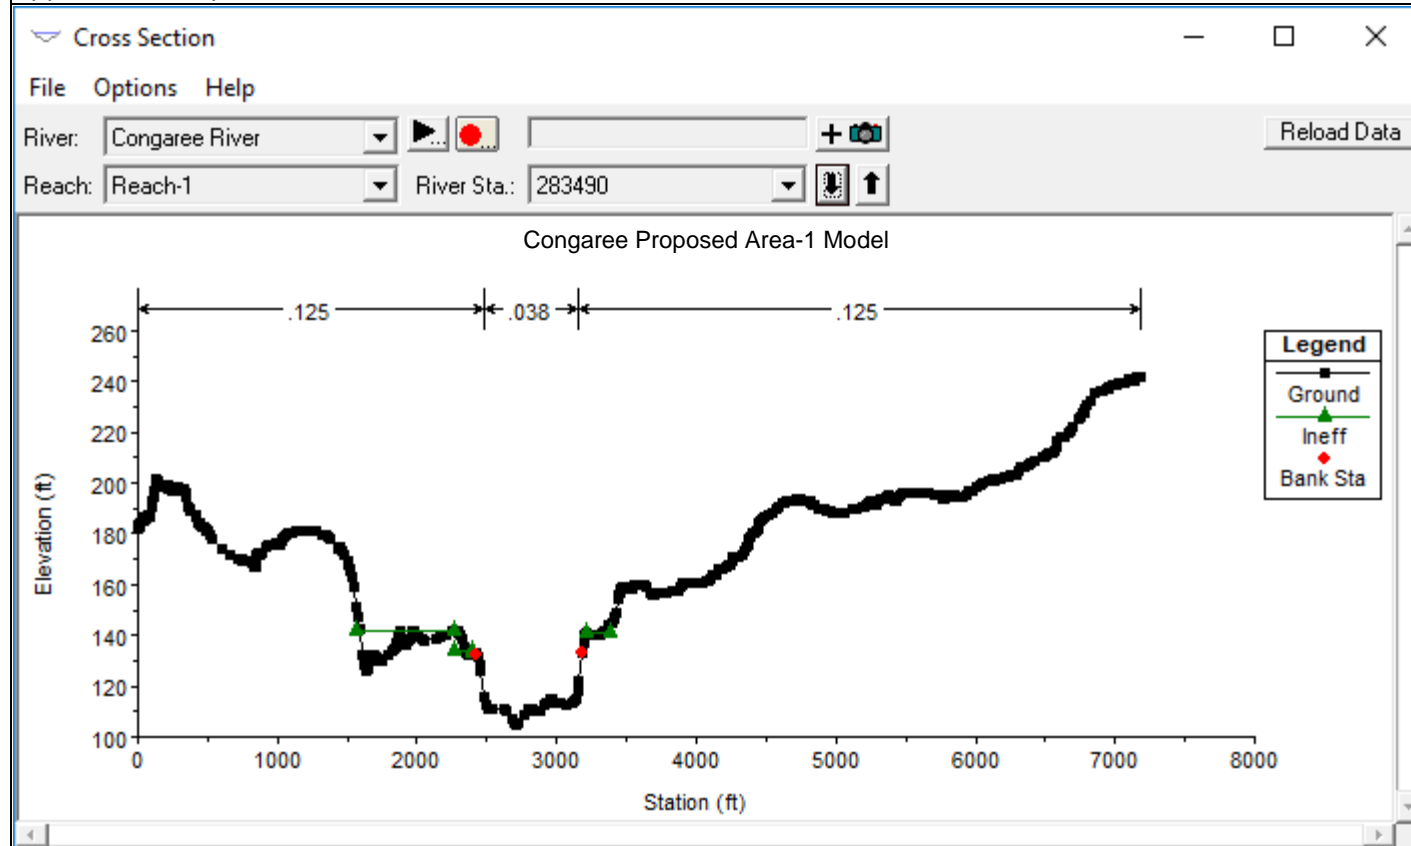 Cross Section
File Options Help
River: Congaree River ... ... + Reload Data
Reach: Reach-1 River Sta.: 283490
Congaree Proposed Area-1 Model
.125 .038 .125
260
240
220
200
180
160
140
120
100
Elevation (ft)
0 1000 2000 3000 4000 5000 6000 7000 8000
Station (ft)
Legend
Ground
Ineff
Bank Sta